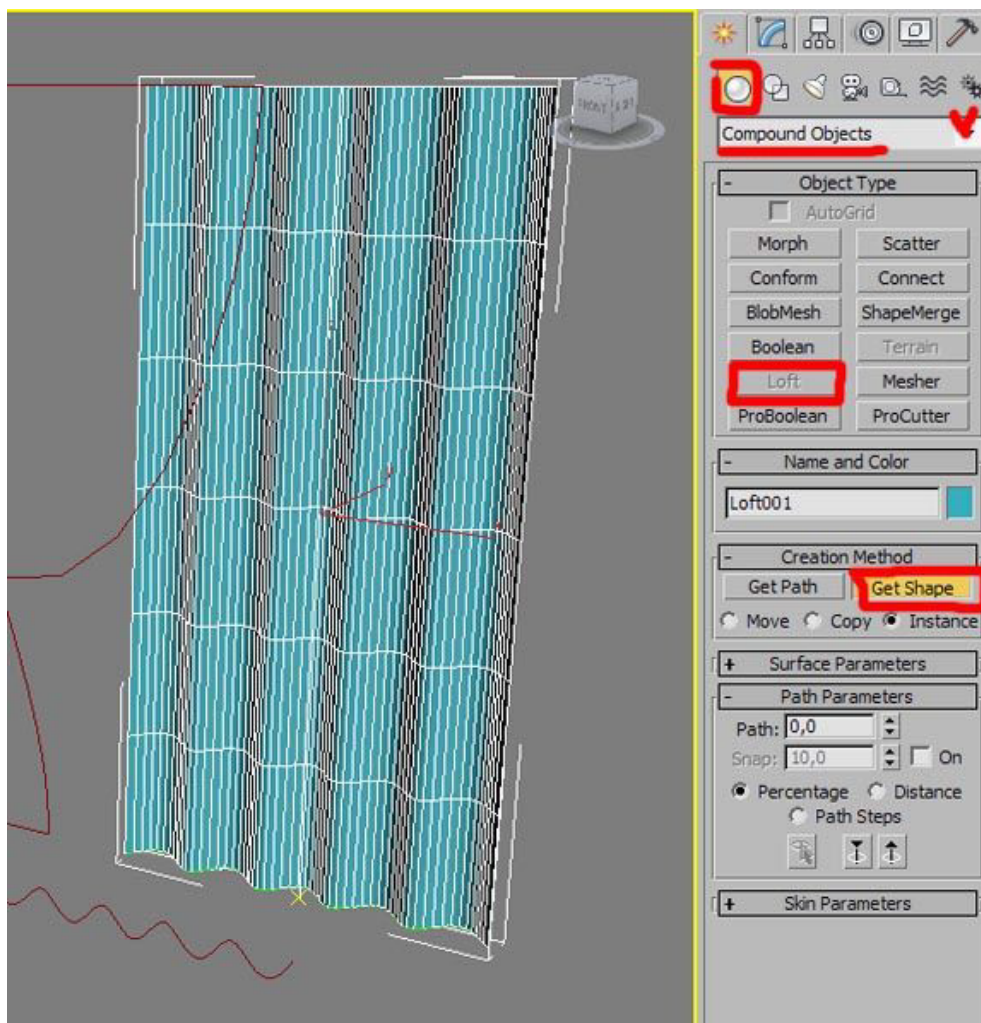 Compound Objects
- Object Type
AutoGrid
Morph Scatter
Conform Connect
BlobMesh ShapeMerge
Boolean Terrain
Loft Mesher
ProBoolean ProCutter
- Name and Color
Loft001
- Creation Method
Get Path Get Shape
Move Copy Instance
+ Surface Parameters
- Path Parameters
Path: 0,0
Snap: 10,0 On
Percentage Distance
Path Steps
+ Skin Parameters